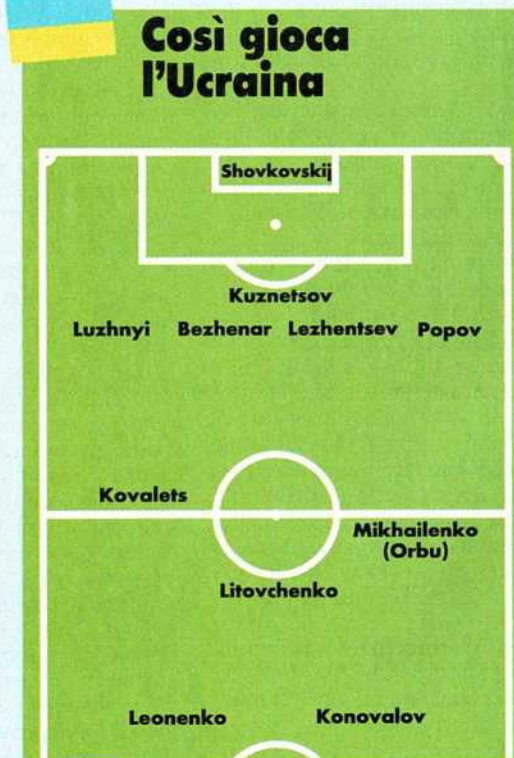 Così gioca
l'Ucraina
Shovkovskij
Kuznetsov
Luzhnyi Bezhenar Lezhentsev Popov
Kovalets
Mikhailenko
(Orbu)
Litovchenko
Leonenko Konovalov